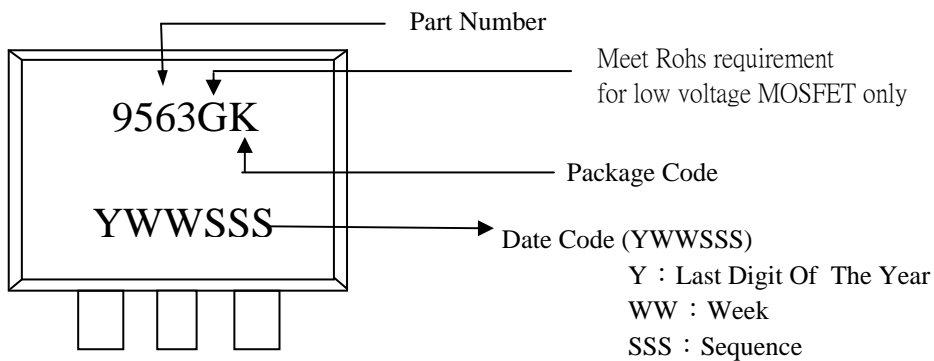 Part Number
Meet Rohs requirement
for low voltage MOSFET only
9563GK
Package Code
YWWSSS
Date Code (YWWSSS)
Y：Last Digit Of The Year
WW：Week
SSS：Sequence